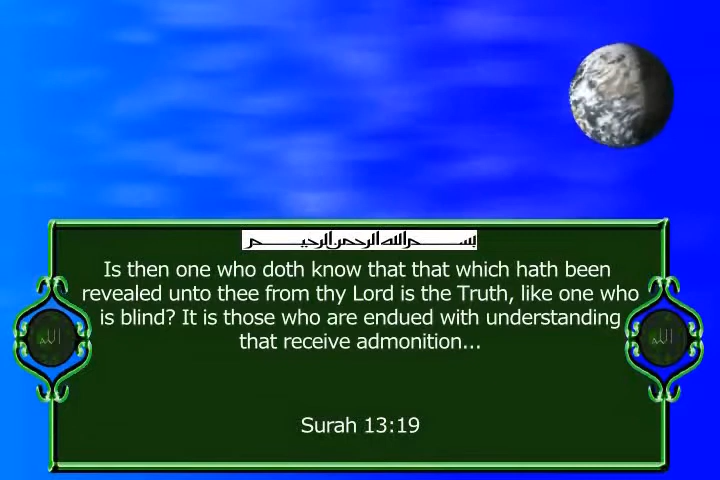 بسم الله الرحمن الرحيم
Is then one who doth know that that which hath been
revealed unto thee from thy Lord is the Truth, like one who
is blind? It is those who are endued with understanding
that receive admonition...
الله
الله
Surah 13:19